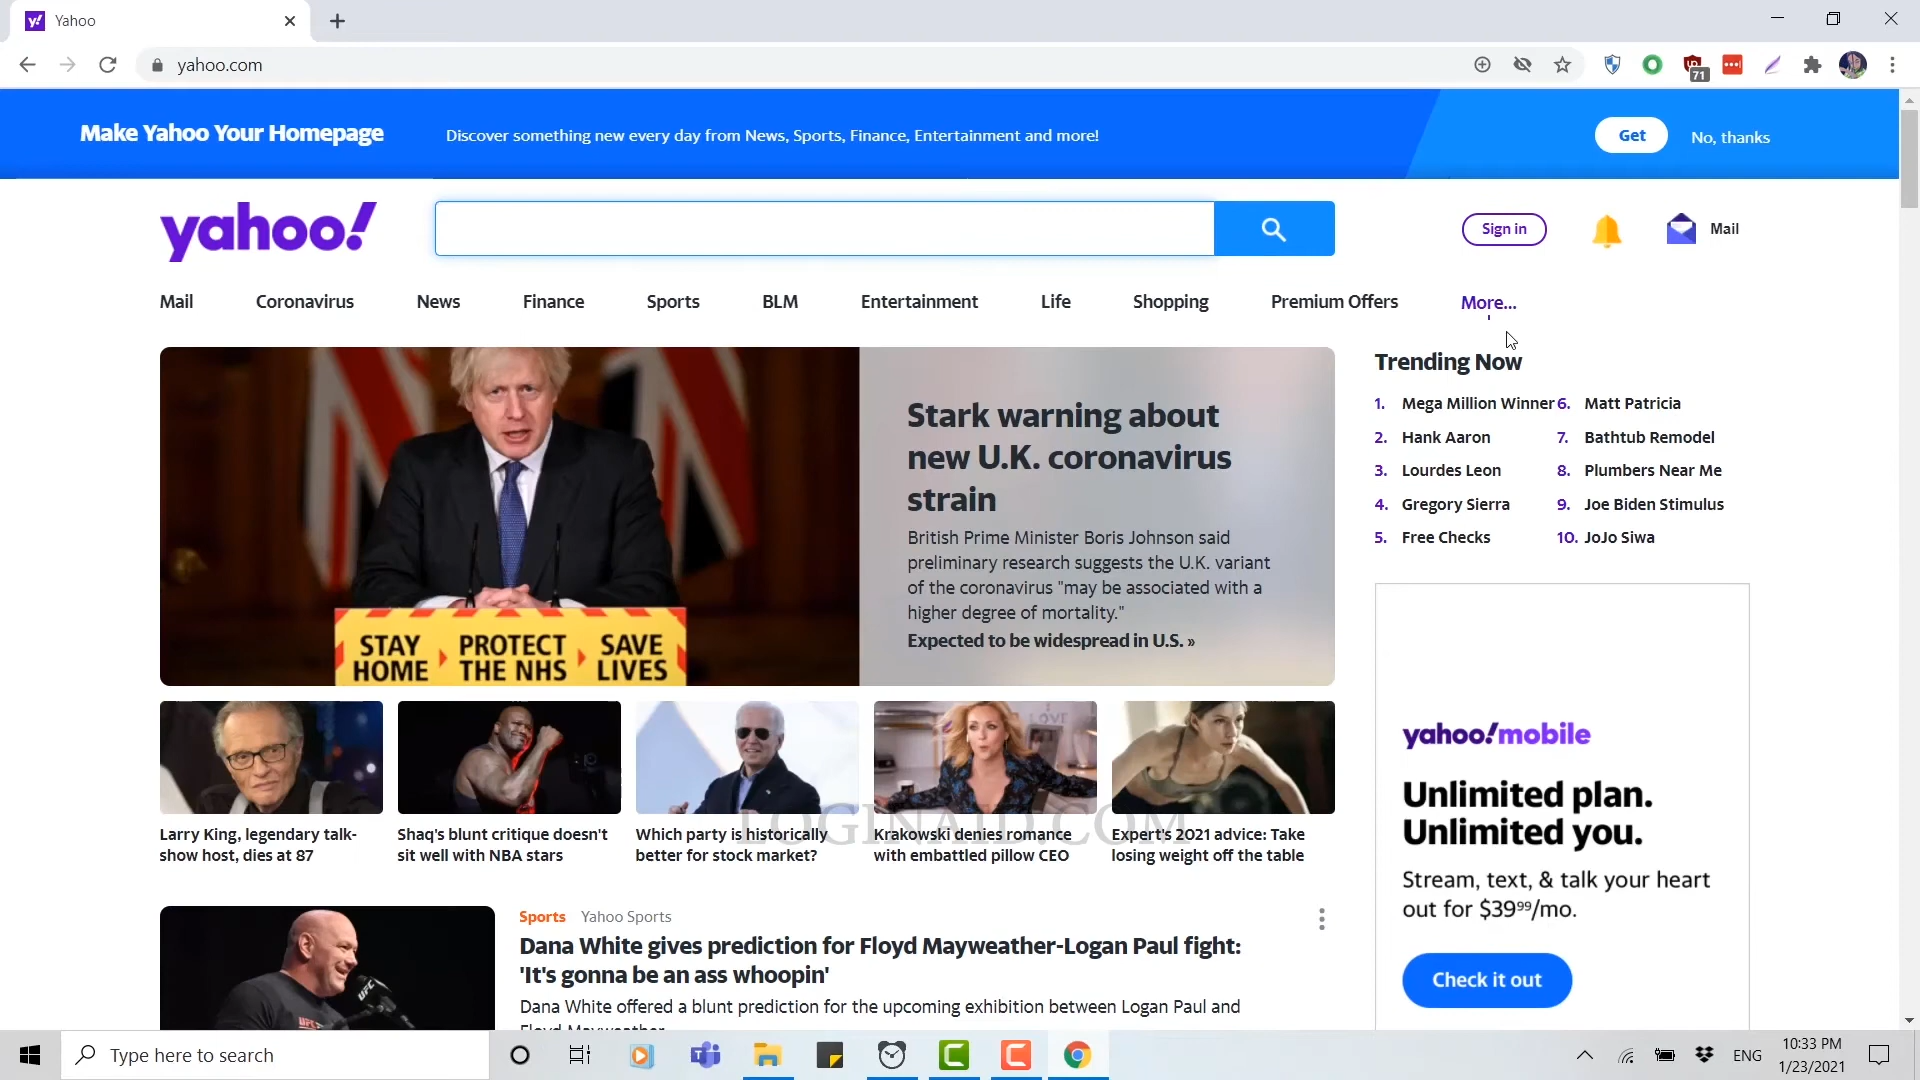 Yahoo
yahoo.com
71
Make Yahoo Your Homepage
Discover something new every day from News, Sports, Finance, Entertainment and more!
Get
No, thanks
yahoo!
Sign in
Mail
Mail
Coronavirus
News
Finance
Sports
BLM
Entertainment
Life
Shopping
Premium Offers
More...
STAY HOME
PROTECT THE NHS
SAVE LIVES
Stark warning about
new U.K. coronavirus
strain
British Prime Minister Boris Johnson said
preliminary research suggests the U.K. variant
of the coronavirus "may be associated with a
higher degree of mortality."
Expected to be widespread in U.S. »
Trending Now
1. Mega Million Winner
2. Hank Aaron
3. Lourdes Leon
4. Gregory Sierra
5. Free Checks
6. Matt Patricia
7. Bathtub Remodel
8. Plumbers Near Me
9. Joe Biden Stimulus
10. JoJo Siwa
LOVE
Larry King, legendary talk-
show host, dies at 87
Shaq's blunt critique doesn't
sit well with NBA stars
Which party is historically
better for stock market?
Krakowski denies romance
with embattled pillow CEO
Expert's 2021 advice: Take
losing weight off the table
LOGINAID.COM
yahoo!mobile
Unlimited plan.
Unlimited you.
Stream, text, & talk your heart
out for $39⁹⁹/mo.
Check it out
UFC
Sports Yahoo Sports
Dana White gives prediction for Floyd Mayweather-Logan Paul fight:
'It's gonna be an ass whoopin'
Dana White offered a blunt prediction for the upcoming exhibition between Logan Paul and
Floyd Mayweather
Type here to search
ENG
10:33 PM
1/23/2021